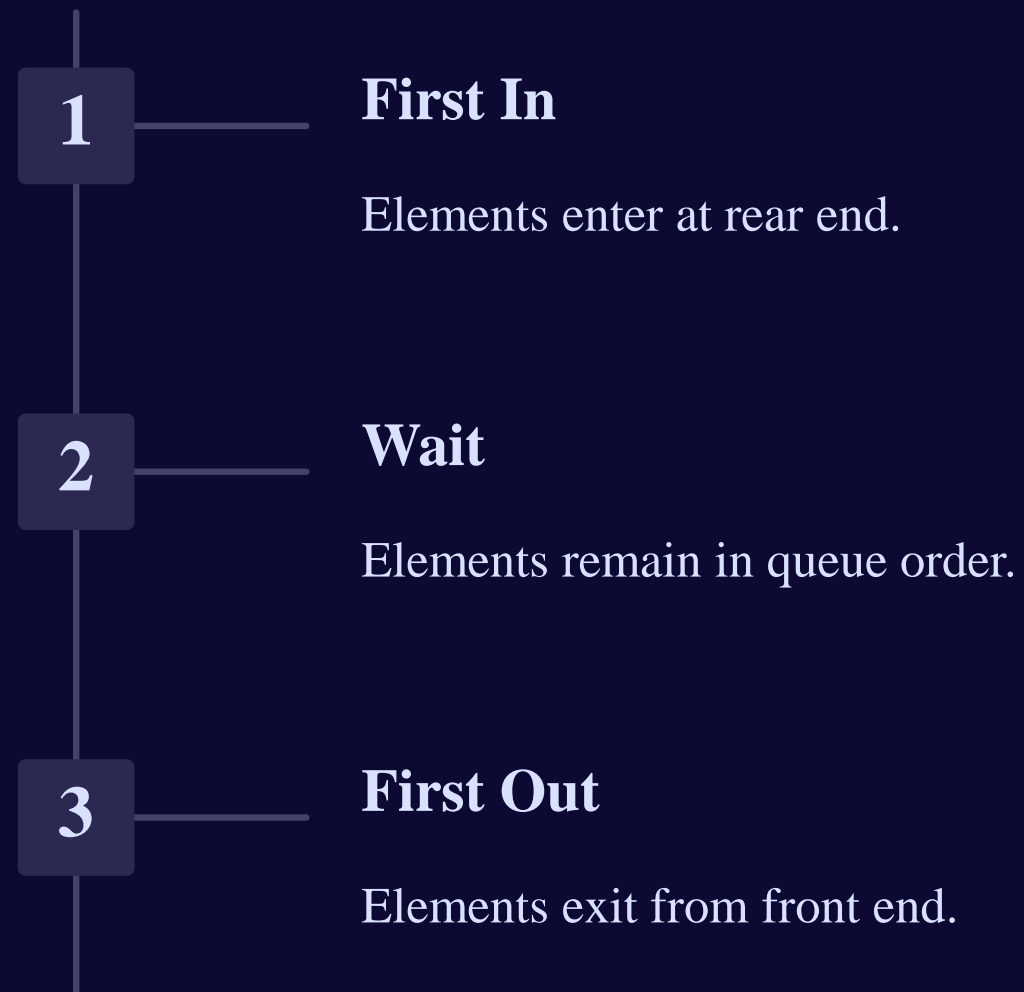 1
First In
Elements enter at rear end.
2
Wait
Elements remain in queue order.
3
First Out
Elements exit from front end.